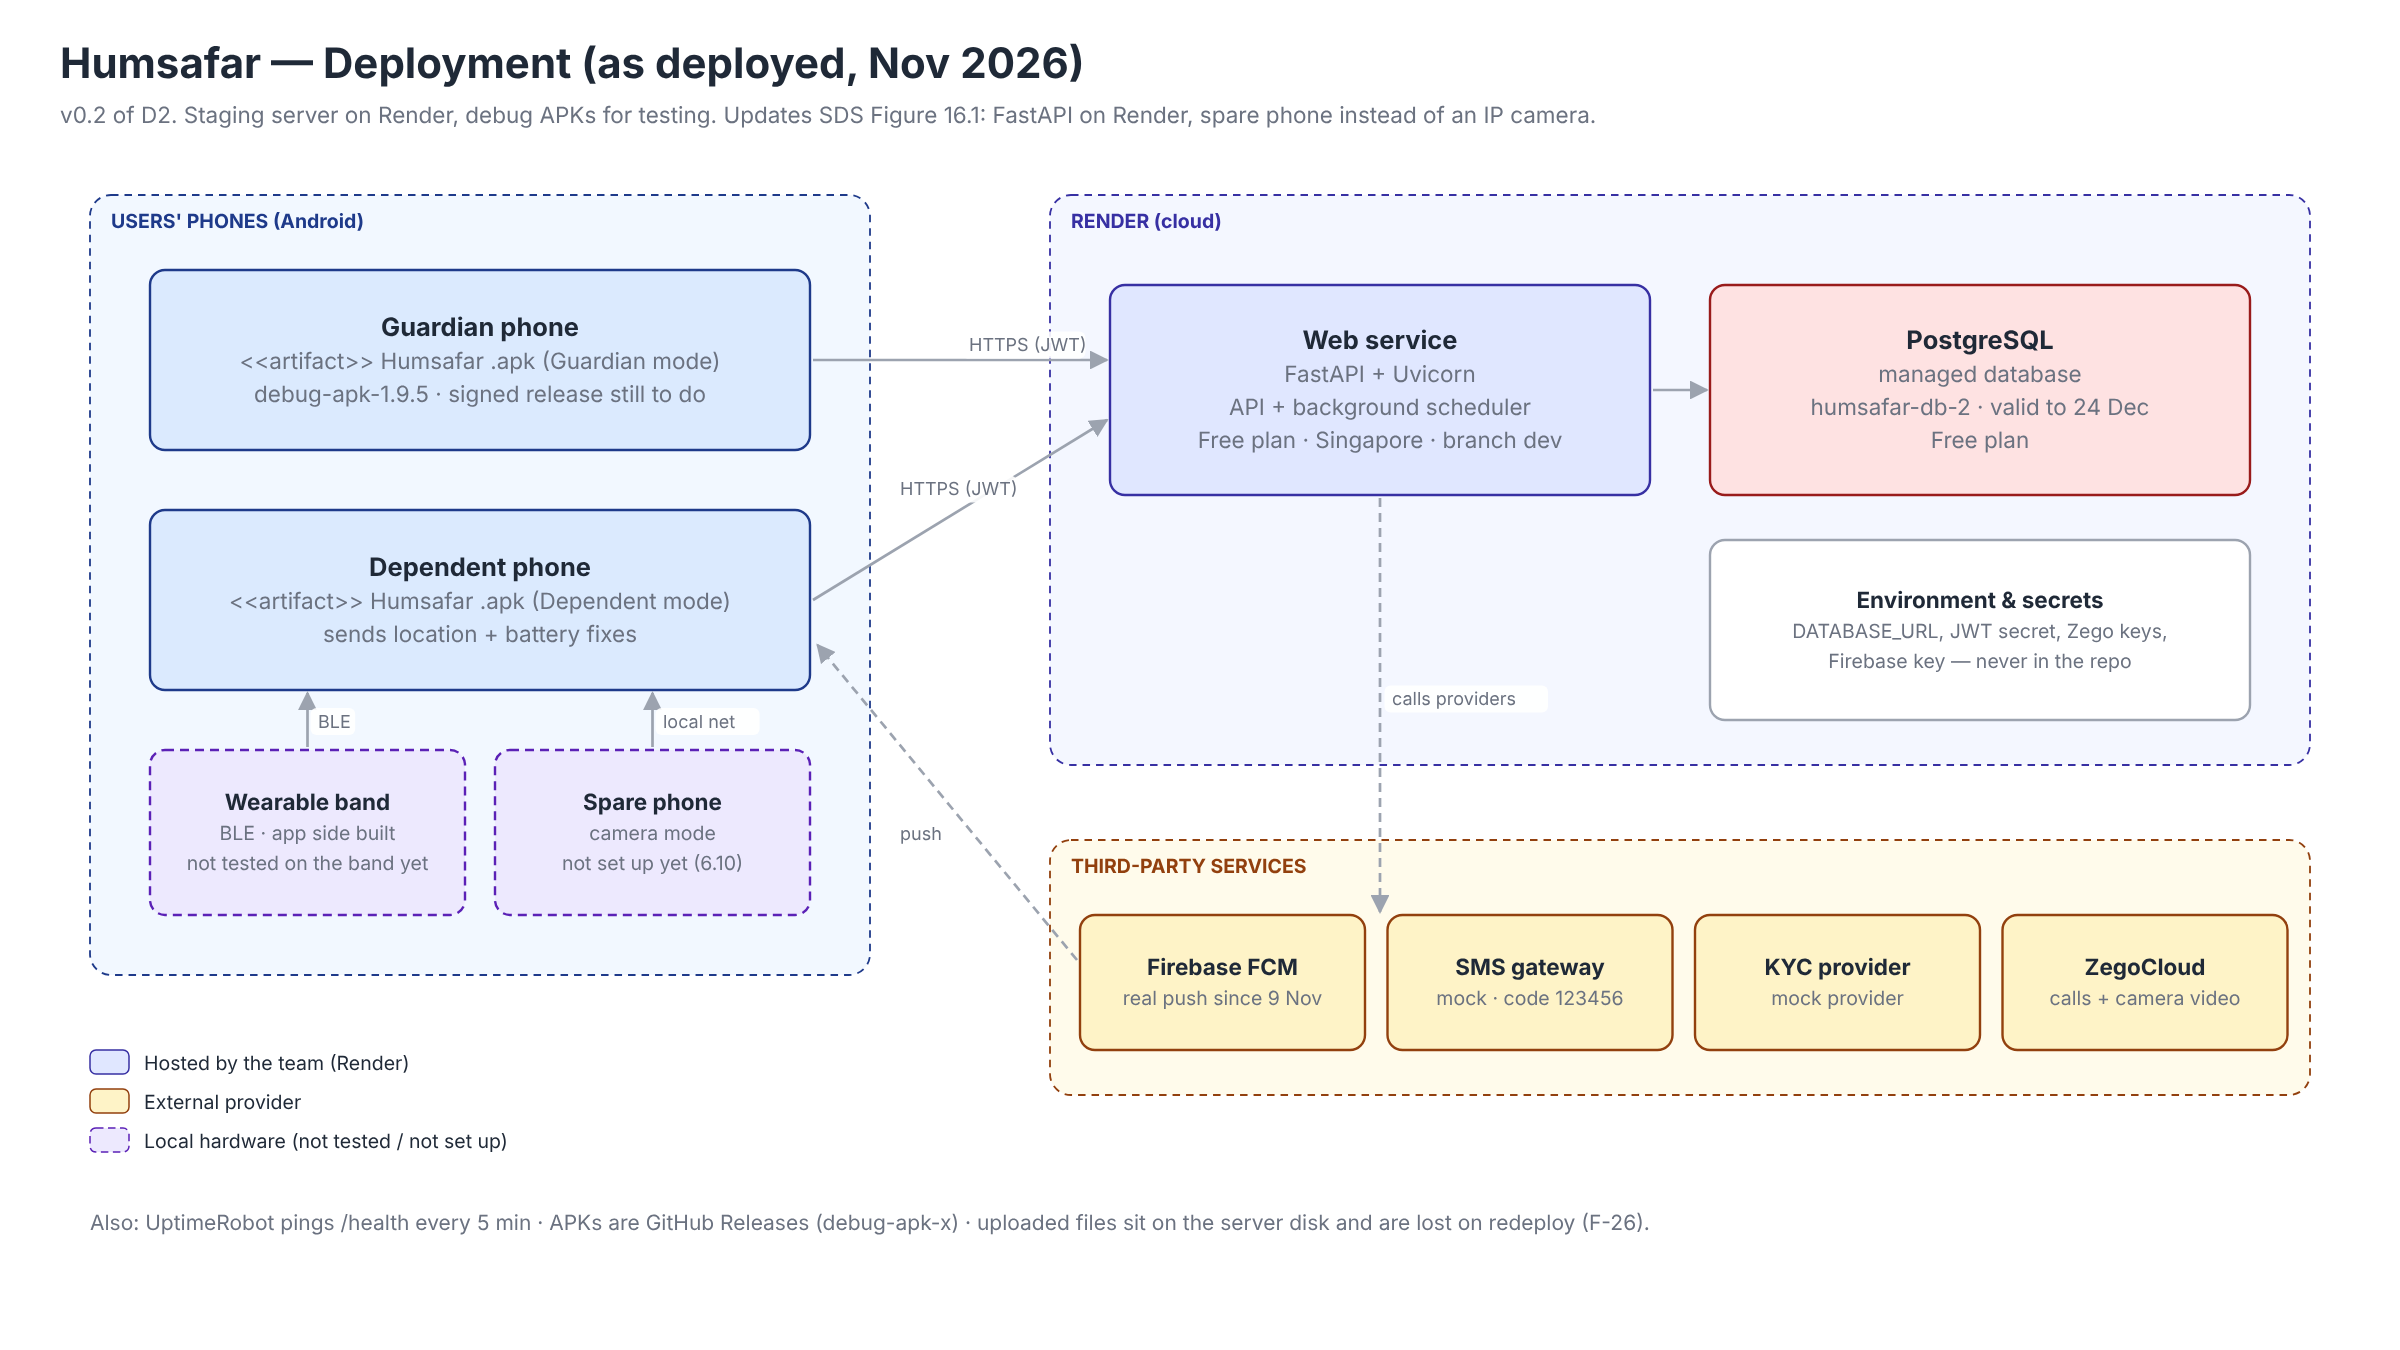 Humsafar — Deployment (as deployed, Nov 2026)
v0.2 of D2. Staging server on Render, debug APKs for testing. Updates SDS Figure 16.1: FastAPI on Render, spare phone instead of an IP camera.
USERS' PHONES (Android)
Guardian phone
<<artifact>> Humsafar .apk (Guardian mode)
debug-apk-1.9.5 · signed release still to do
Dependent phone
<<artifact>> Humsafar .apk (Dependent mode)
sends location + battery fixes
BLE
local net
Wearable band
BLE · app side built
not tested on the band yet
Spare phone
camera mode
not set up yet (6.10)
HTTPS (JWT)
HTTPS (JWT)
push
RENDER (cloud)
Web service
FastAPI + Uvicorn
API + background scheduler
Free plan · Singapore · branch dev
PostgreSQL
managed database
humsafar-db-2 · valid to 24 Dec
Free plan
Environment & secrets
DATABASE_URL, JWT secret, Zego keys,
Firebase key — never in the repo
calls providers
THIRD-PARTY SERVICES
Firebase FCM
real push since 9 Nov
SMS gateway
mock · code 123456
KYC provider
mock provider
ZegoCloud
calls + camera video
Hosted by the team (Render)
External provider
Local hardware (not tested / not set up)
Also: UptimeRobot pings /health every 5 min · APKs are GitHub Releases (debug-apk-x) · uploaded files sit on the server disk and are lost on redeploy (F-26).